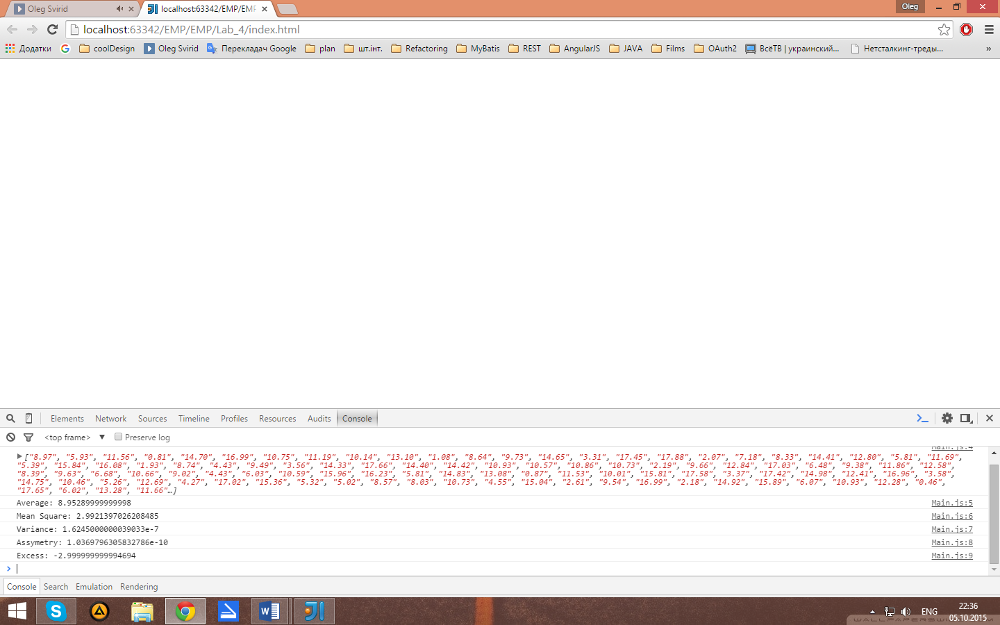 Oleg Svirid
localhost:63342/EMP/EMP
Oleg
localhost:63342/EMP/EMP/Lab_4/index.html
Додатки
coolDesign
Oleg Svirid
Перекладач Google
plan
шт.інт.
Refactoring
MyBatis
REST
AngularJS
JAVA
Films
OAuth2
ВсёТВ | украинский...
Нетсталкинг-треды...
»
Elements Network Sources Timeline Profiles Resources Audits Console
<top frame> ▼ Preserve log
Main.js:4
["8.97", "5.93", "11.56", "0.81", "14.70", "16.99", "10.75", "11.19", "10.14", "13.10", "1.08", "8.64", "9.73", "14.65", "3.31", "17.45", "17.88", "2.07", "7.18", "8.33", "14.41", "12.80", "5.81", "11.69",
"5.39", "15.84", "16.08", "1.93", "8.74", "4.43", "9.49", "3.56", "14.33", "17.66", "14.40", "14.42", "10.93", "10.57", "10.86", "10.73", "2.19", "9.66", "12.84", "17.03", "6.48", "9.38", "11.86", "12.58",
"8.39", "9.63", "6.68", "10.66", "9.02", "4.43", "6.03", "10.59", "15.96", "16.23", "5.81", "14.83", "13.08", "0.87", "11.53", "10.01", "15.81", "17.58", "3.37", "17.42", "14.98", "12.41", "16.96", "3.58",
"14.75", "10.46", "5.26", "12.69", "4.27", "17.02", "15.36", "5.32", "5.02", "8.57", "8.03", "10.73", "4.55", "15.04", "2.61", "9.54", "16.99", "2.18", "14.92", "15.89", "6.07", "10.93", "12.28", "0.46",
"17.65", "6.02", "13.28", "11.66"…]
Average: 8.95289999999998 Main.js:5
Mean Square: 2.9921397026208485 Main.js:6
Variance: 1.6245000000039033e-7 Main.js:7
Assymetry: 1.0369796305832786e-10 Main.js:8
Excess: -2.999999999994694 Main.js:9
Console Search Emulation Rendering
ENG
22:36
05.10.2015